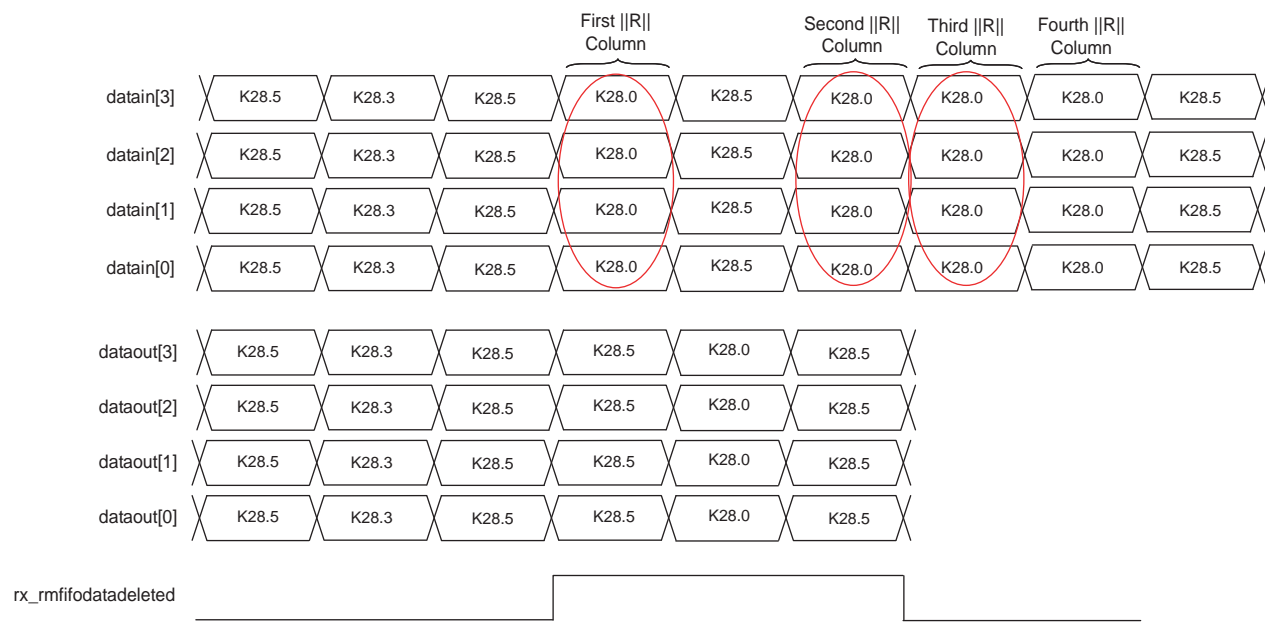 First ||R||
Column
Second ||R||
Column
Third ||R||
Column
Fourth ||R||
Column
datain[3] K28.5 K28.3 K28.5 K28.0 K28.5 K28.0 K28.0 K28.0 K28.5
datain[2] K28.5 K28.3 K28.5 K28.0 K28.5 K28.0 K28.0 K28.0 K28.5
datain[1] K28.5 K28.3 K28.5 K28.0 K28.5 K28.0 K28.0 K28.0 K28.5
datain[0] K28.5 K28.3 K28.5 K28.0 K28.5 K28.0 K28.0 K28.0 K28.5
dataout[3] K28.5 K28.3 K28.5 K28.5 K28.0 K28.5
dataout[2] K28.5 K28.3 K28.5 K28.5 K28.0 K28.5
dataout[1] K28.5 K28.3 K28.5 K28.5 K28.0 K28.5
dataout[0] K28.5 K28.3 K28.5 K28.5 K28.0 K28.5
rx_rmfifodatadeleted